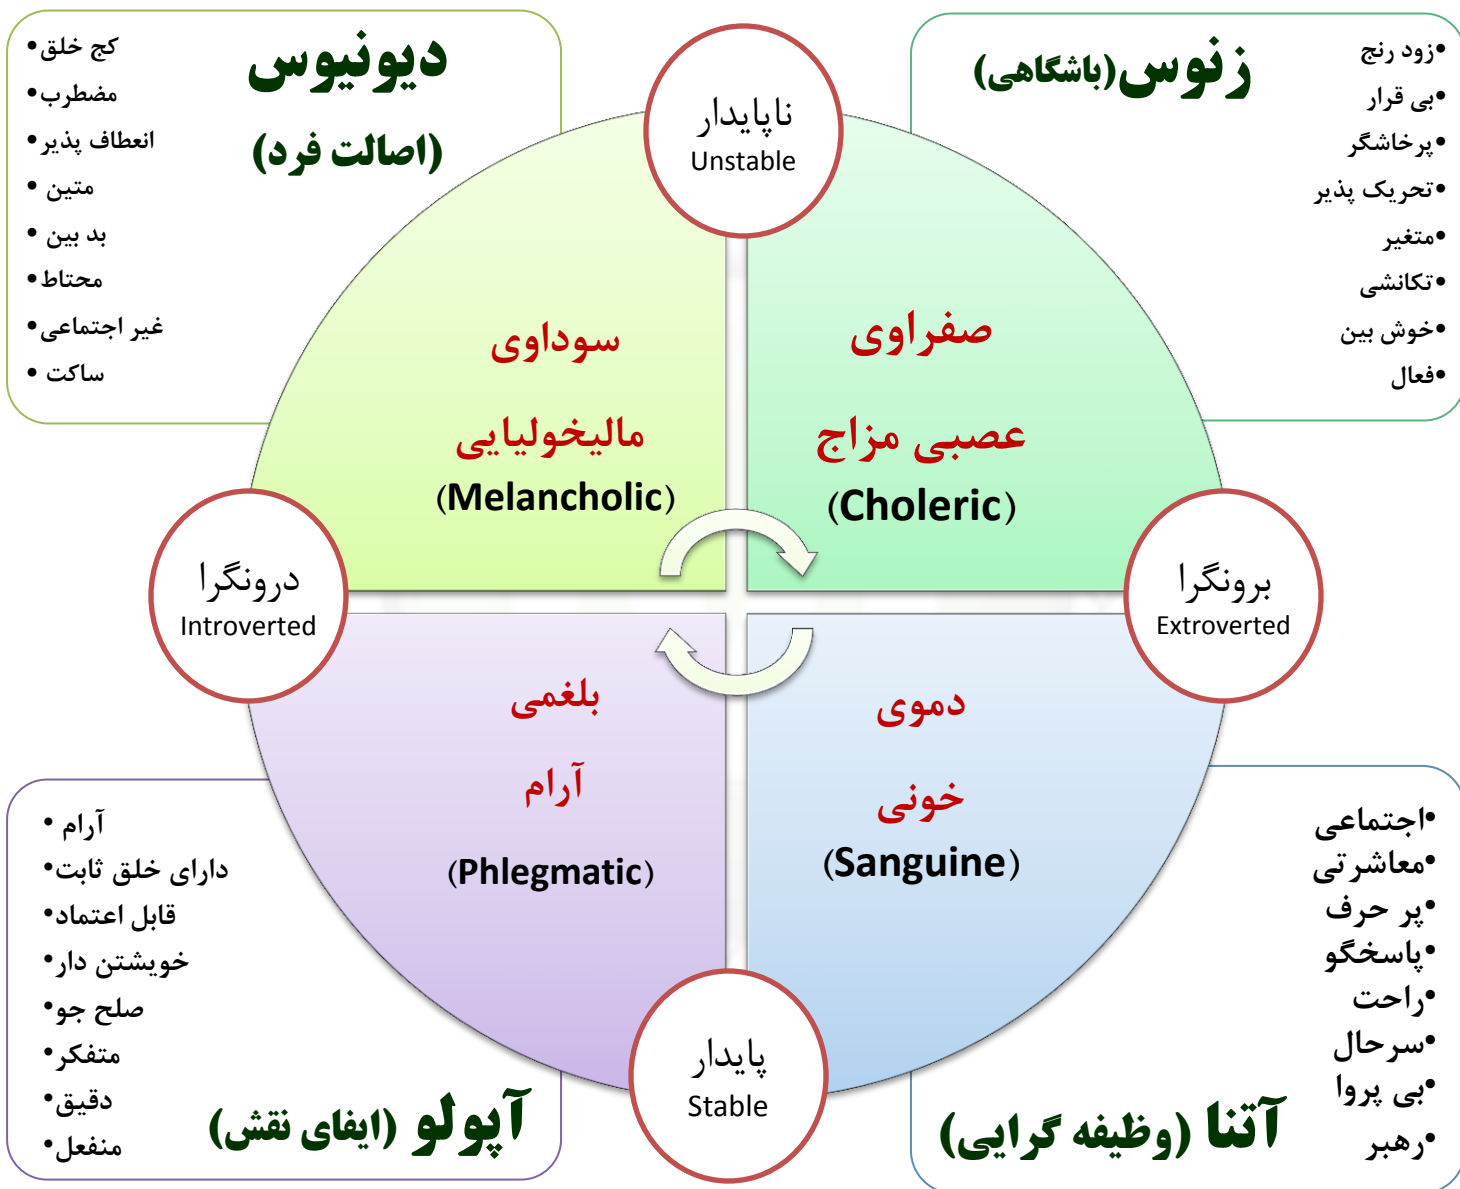 زنوس(باشگاهی)
•زود رنج
•بی قرار
•پرخاشگر
•تحریک پذیر
•متغیر
•تکانشی
•خوش بین
•فعال
دیونیوس
(اصالت فرد)
•کج خلق
•مضطرب
•انعطاف پذیر
•متین
•بد بین
•محتاط
•غیر اجتماعی
•ساکت
ناپایدار
Unstable
صفراوی
عصبی مزاج
(Choleric)
سوداوی
مالیخولیایی
(Melancholic)
برونگرا
Extroverted
درونگرا
Introverted
دموی
خونی
(Sanguine)
بلغمی
آرام
(Phlegmatic)
پایدار
Stable
•اجتماعی
•معاشرتی
•پر حرف
•پاسخگو
•راحت
•سرحال
•بی پروا
•رهبر
آتنا (وظیفه گرایی)
•آرام
•دارای خلق ثابت
•قابل اعتماد
•خویشتن دار
•صلح جو
•متفکر
•دقیق
•منفعل
آپولو (ایفای نقش)